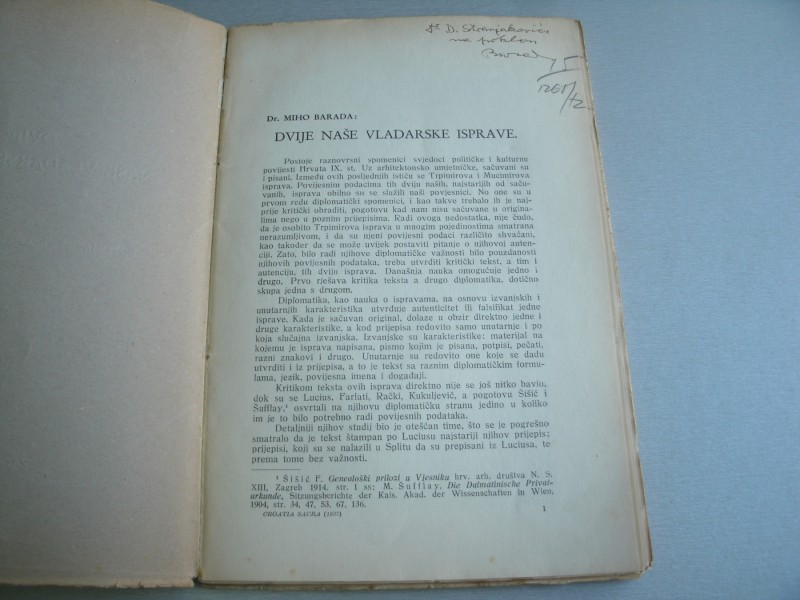 Dr D. Stranjakoviću
na poklon
Barada
Dr. MIHO BARADA:
DVIJE NAŠE VLADARSKE ISPRAVE.
Postoje raznovrsni spomenici svjedoci političke i kulturne
povijesti Hrvata IX. st. Uz arhitektonsko umjetničke, sačuvani su
i pisani. Između ovih posljednih ističu se Trpimirova i Mucimirova
isprava. Povijesnim podacima tih dviju naših, najstarijih od saču-
vanih, isprava obilno su se služili naši povjesnici. No one su u
prvom redu diplomatički spomenici, i kao takve trebalo ih je naj-
prije kritički obraditi, pogotovu kad nam nisu sačuvane u origina-
lima nego u poznim prijepisima. Radi ovoga nedostatka, nije čudo,
da je osobito Trpimirova isprava u mnogim pojedinostima smatrana
nerazumljivom, i da su njeni povijesni podaci različito shvaćani,
kao također da se može uvijek postaviti pitanje o njihovoj auten-
ciji. Zato, bilo radi njihove diplomatičke važnosti bilo pouzdanosti
njihovih povijesnih podataka, treba utvrditi kritički tekst, a tim i
autenciju, tih dviju isprava. Današnja nauka omogućuje jedno i
drugo. Prvo rješava kritika teksta a drugo diplomatika, dotično
skupa jedna s drugom.
Diplomatika, kao nauka o ispravama, na osnovu izvanjskih i
unutarnjih karakteristika utvrđuje autenticitet ili falsifikat jedne
isprave. Kada je sačuvan original, dolaze u obzir direktno jedne i
druge karakteristike, a kod prijepisa redovito samo unutarnje i po
koja slučajna izvanjska. Izvanjske su karakteristike: materijal na
kojemu je isprava napisana, pismo kojim je pisana, potpisi, pečati,
razni znakovi i drugo. Unutarnje su redovito one koje se dadu
utvrditi i iz prijepisa, a to je tekst sa raznim diplomatičkim formu-
lama, jezik, povijesna imena i događaji.
Kritikom teksta ovih isprava direktno nije se još nitko bavio,
dok su se Lucius, Farlati, Rački, Kukuljević, a pogotovu Šišić i
Šufflay,¹ osvrtali na njihovu diplomatičku stranu jedino u koliko
im je to bilo potrebno radi povijesnih podataka.
Detaljniji njihov studij bio je otešćan time, što se je pogrešno
smatralo da je tekst štampan po Luciusu najstariji njihov prijepis;
prijepisi, koji su se nalazili u Splitu da su prepisani iz Luciusa, te
prema tome bez važnosti.
¹ Šišić F. Genealoški prilozi u Vjesniku hrv. arh. društva N. S.
XIII, Zagreb 1914, str. 1 ss: M. Šufflay, Die Dalmatinische Privat-
urkunde, Sitzungsberichte der Kais. Akad. der Wissenschaften in Wien,
1904, str. 34, 47, 53, 67, 136.
CROATIA SACRA (1937)
1